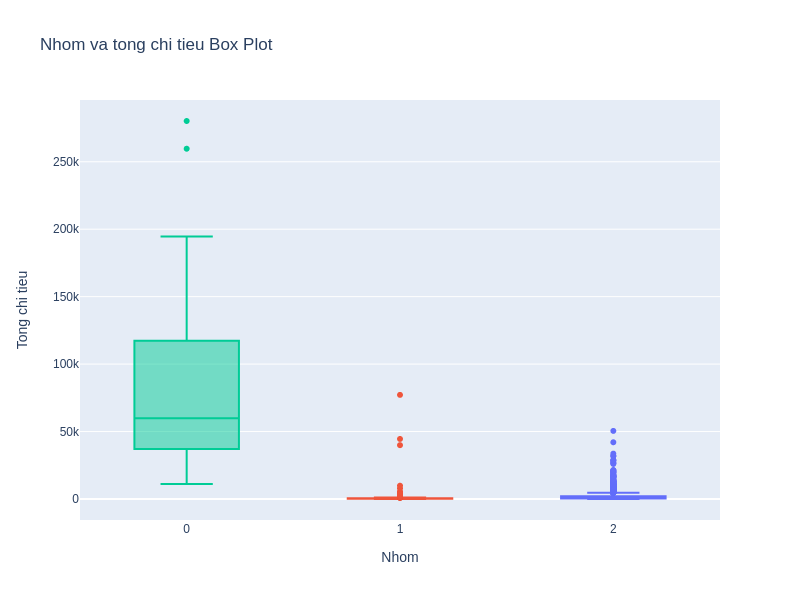 Nhom va tong chi tieu Box Plot
250k
200k
150k
100k
50k
0
Tong chi tieu
0
1
2
Nhom